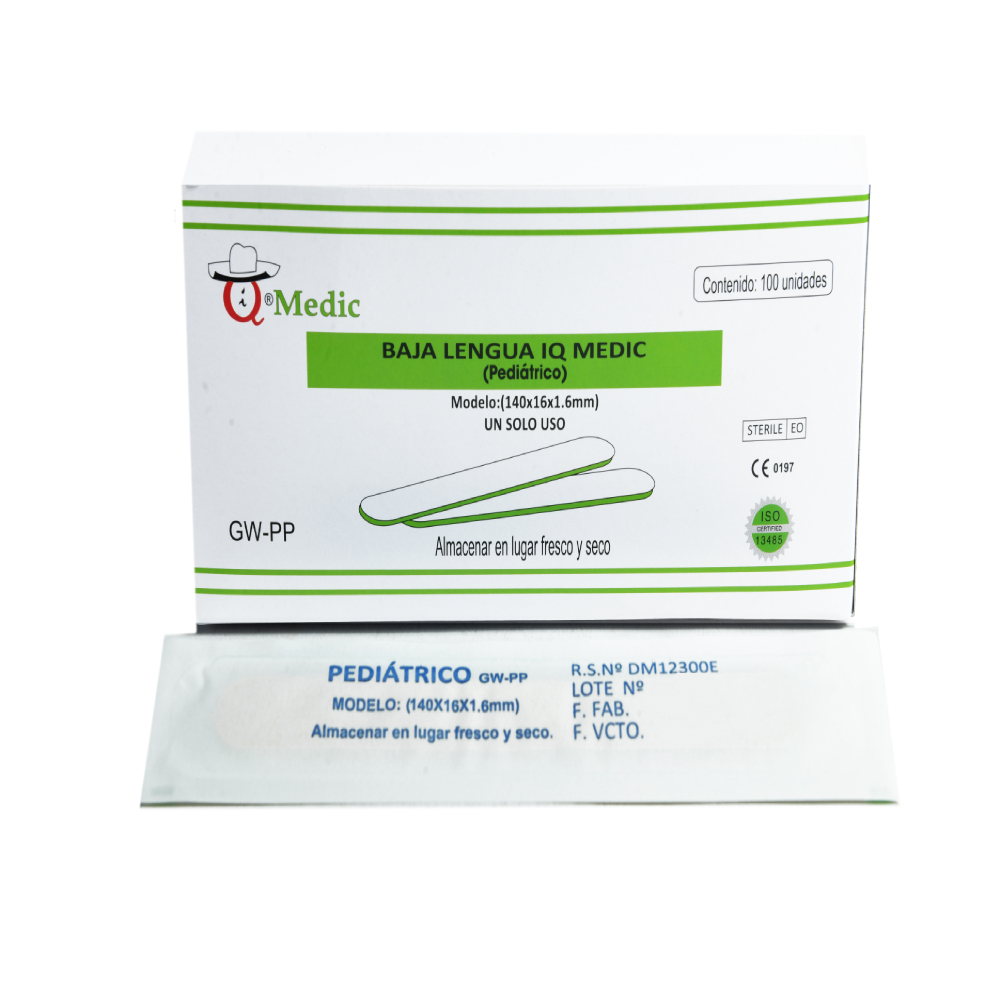 iQ®Medic
Contenido: 100 unidades
BAJA LENGUA IQ MEDIC
(Pediátrico)
Modelo:(140x16x1.6mm)
UN SOLO USO
STERILE EO
CE 0197
ISO
CERTIFIED
13485
GW-PP
Almacenar en lugar fresco y seco
PEDIÁTRICO GW-PP
MODELO: (140X16X1.6mm)
Almacenar en lugar fresco y seco.
R.S.Nº DM12300E
LOTE Nº
F. FAB.
F. VCTO.